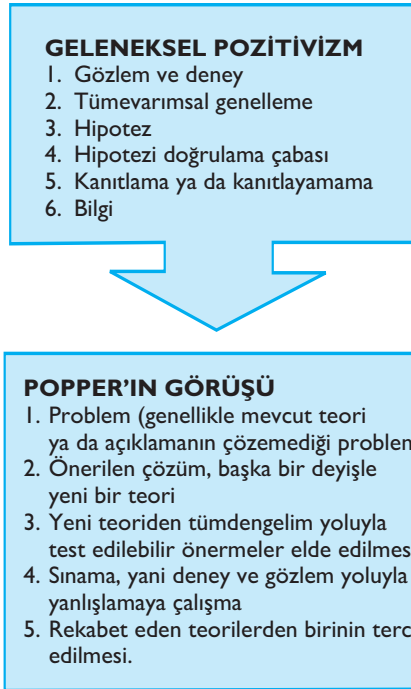 GELENEKSEL POZİTİVİZM
1. Gözlem ve deney
2. Tümevarımsal genelleme
3. Hipotez
4. Hipotezi doğrulama çabası
5. Kanıtlama ya da kanıtlayamama
6. Bilgi
POPPER’IN GÖRÜŞÜ
1. Problem (genellikle mevcut teori
ya da açıklamanın çözemediği
2. Önerilen çözüm, başka bir deyişle
yeni bir teori
3. Yeni teoriden tümdengelim yoluyla
test edilebilir önermeler elde
4. Sınama, yani deney ve gözlem yoluyla
yanlışlamaya çalışma
5. Rekabet eden teorilerden birinin
edilmesi.